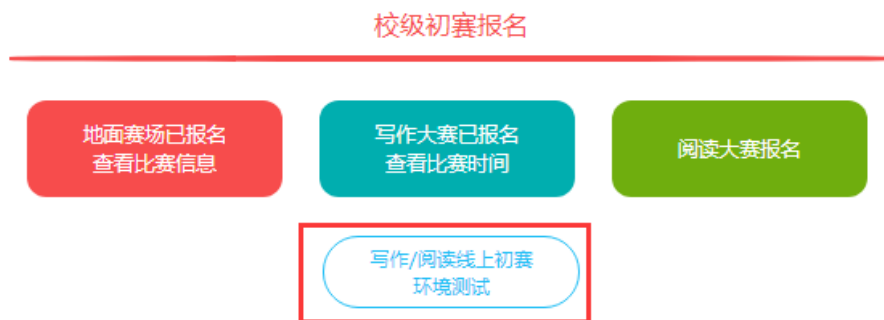 校级初赛报名
地面赛场已报名
查看比赛信息
写作大赛已报名
查看比赛时间
阅读大赛报名
写作/阅读线上初赛
环境测试